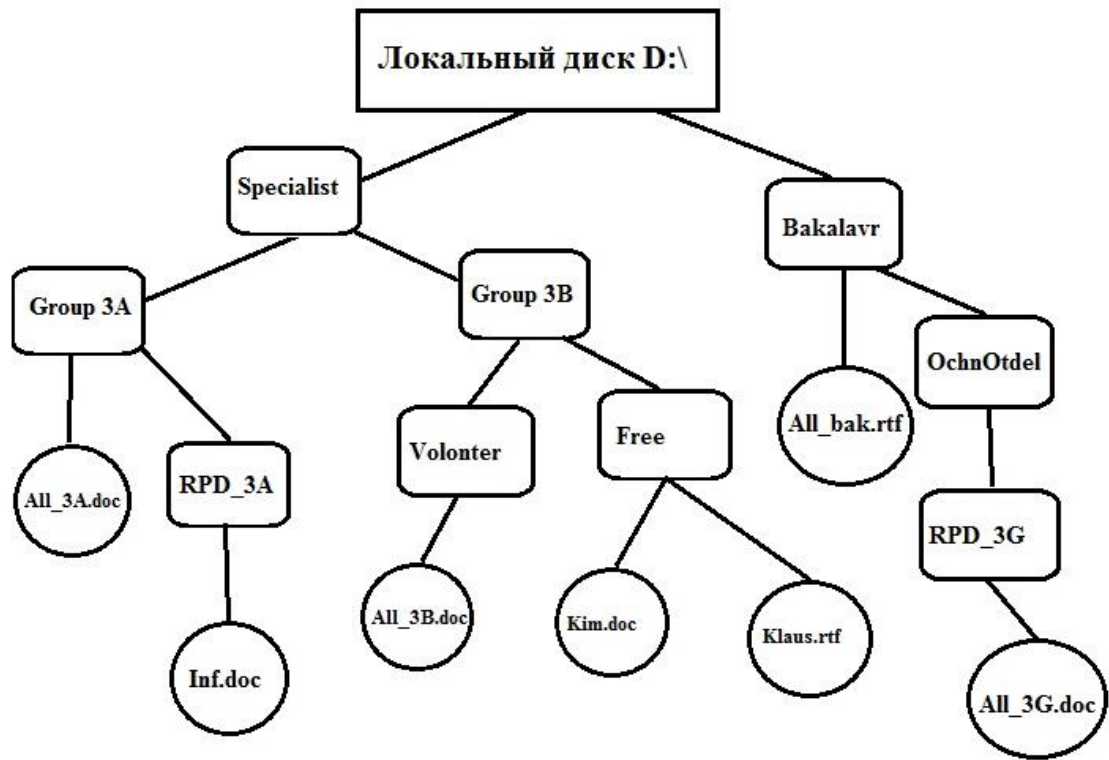 Локальный диск D:\
Specialist
Bakalavr
Group 3A
Group 3B
OchnOtdel
All_bak.rtf
Volonter
Free
RPD_3A
All_3A.doc
RPD_3G
All_3B.doc
Kim.doc
Klaus.rtf
Inf.doc
All_3G.doc